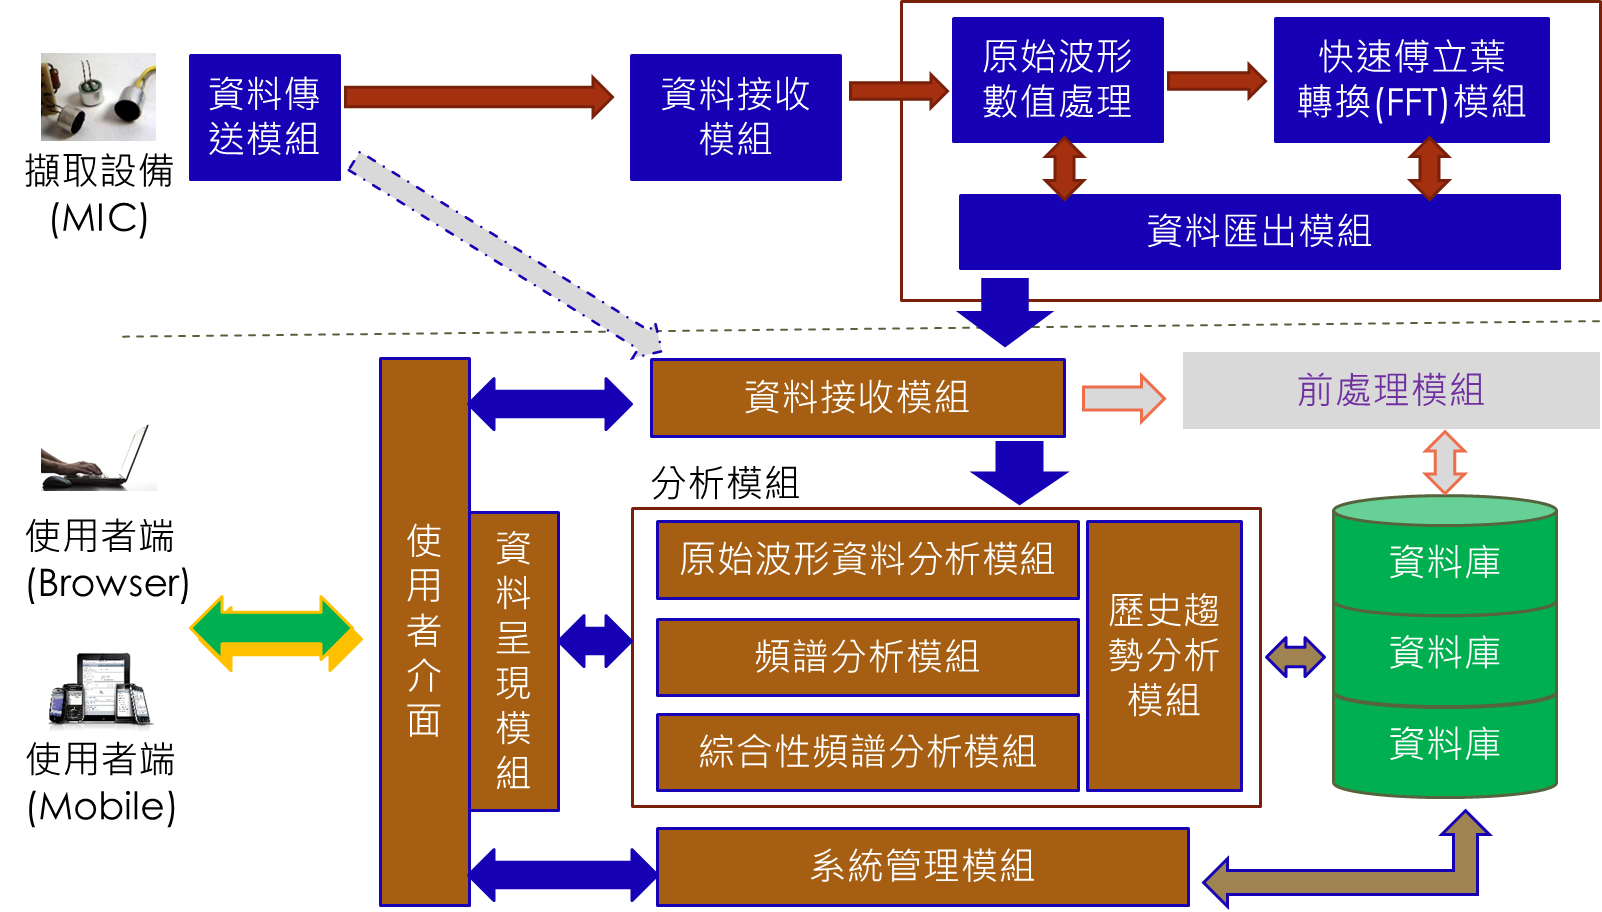 擷取設備
(MIC)
資料傳
送模組
資料接收
模組
原始波形
數值處理
快速傅立葉
轉換(FFT)模組
資料匯出模組
資料接收模組
前處理模組
分析模組
使用者端
(Browser)
使用者端
(Mobile)
使用者介面
資料呈現模組
原始波形資料分析模組
頻譜分析模組
綜合性頻譜分析模組
歷史趨
勢分析
模組
資料庫
資料庫
資料庫
系統管理模組